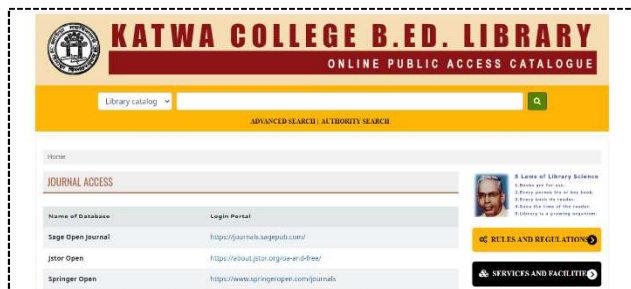 KATWA COLLEGE B.ED. LIBRARY
ONLINE PUBLIC ACCESS CATALOGUE
Library catalog
ADVANCED SEARCH | AUTHORITY SEARCH
Home
JOURNAL ACCESS
Name of Database Login Portal
Sage Open Journal https://journals.sagepub.com/
Jstor Open https://about.jstor.org/oa-and-free/
Springer Open https://www.springeropen.com/journals
5 Laws of Library Science
1.Books are for use.
2.Every person his or her book.
3.Every book its reader.
4.Save the time of the reader.
5.Library is a growing organism.
RULES AND REGULATIONS
SERVICES AND FACILITIE